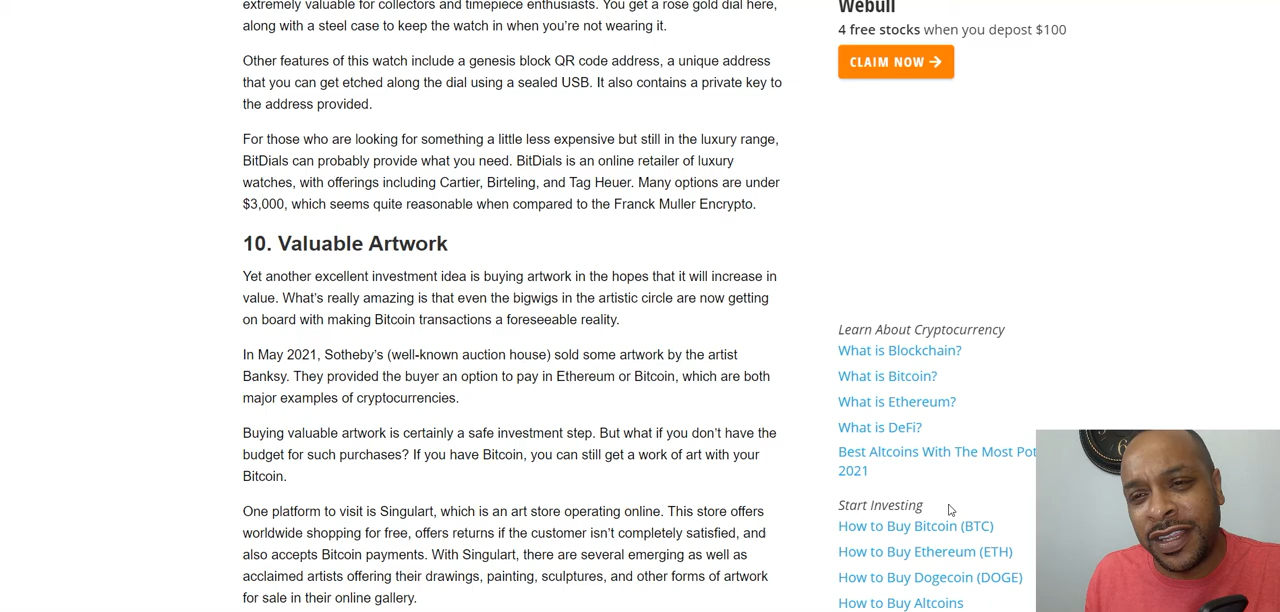 extremely valuable for collectors and timepiece enthusiasts. You get a rose gold dial here,
along with a steel case to keep the watch in when you're not wearing it.
Other features of this watch include a genesis block QR code address, a unique address
that you can get etched along the dial using a sealed USB. It also contains a private key to
the address provided.
For those who are looking for something a little less expensive but still in the luxury range,
BitDials can probably provide what you need. BitDials is an online retailer of luxury
watches, with offerings including Cartier, Birteling, and Tag Heuer. Many options are under
$3,000, which seems quite reasonable when compared to the Franck Muller Encrypto.
10. Valuable Artwork
Yet another excellent investment idea is buying artwork in the hopes that it will increase in
value. What's really amazing is that even the bigwigs in the artistic circle are now getting
on board with making Bitcoin transactions a foreseeable reality.
In May 2021, Sotheby's (well-known auction house) sold some artwork by the artist
Banksy. They provided the buyer an option to pay in Ethereum or Bitcoin, which are both
major examples of cryptocurrencies.
Buying valuable artwork is certainly a safe investment step. But what if you don't have the
budget for such purchases? If you have Bitcoin, you can still get a work of art with your
Bitcoin.
One platform to visit is Singulart, which is an art store operating online. This store offers
worldwide shopping for free, offers returns if the customer isn't completely satisfied, and
also accepts Bitcoin payments. With Singulart, there are several emerging as well as
acclaimed artists offering their drawings, painting, sculptures, and other forms of artwork
for sale in their online gallery.
Webull
4 free stocks when you depost $100
CLAIM NOW →
Learn About Cryptocurrency
What is Blockchain?
What is Bitcoin?
What is Ethereum?
What is DeFi?
Best Altcoins With The Most Pot
2021
Start Investing
How to Buy Bitcoin (BTC)
How to Buy Ethereum (ETH)
How to Buy Dogecoin (DOGE)
How to Buy Altcoins